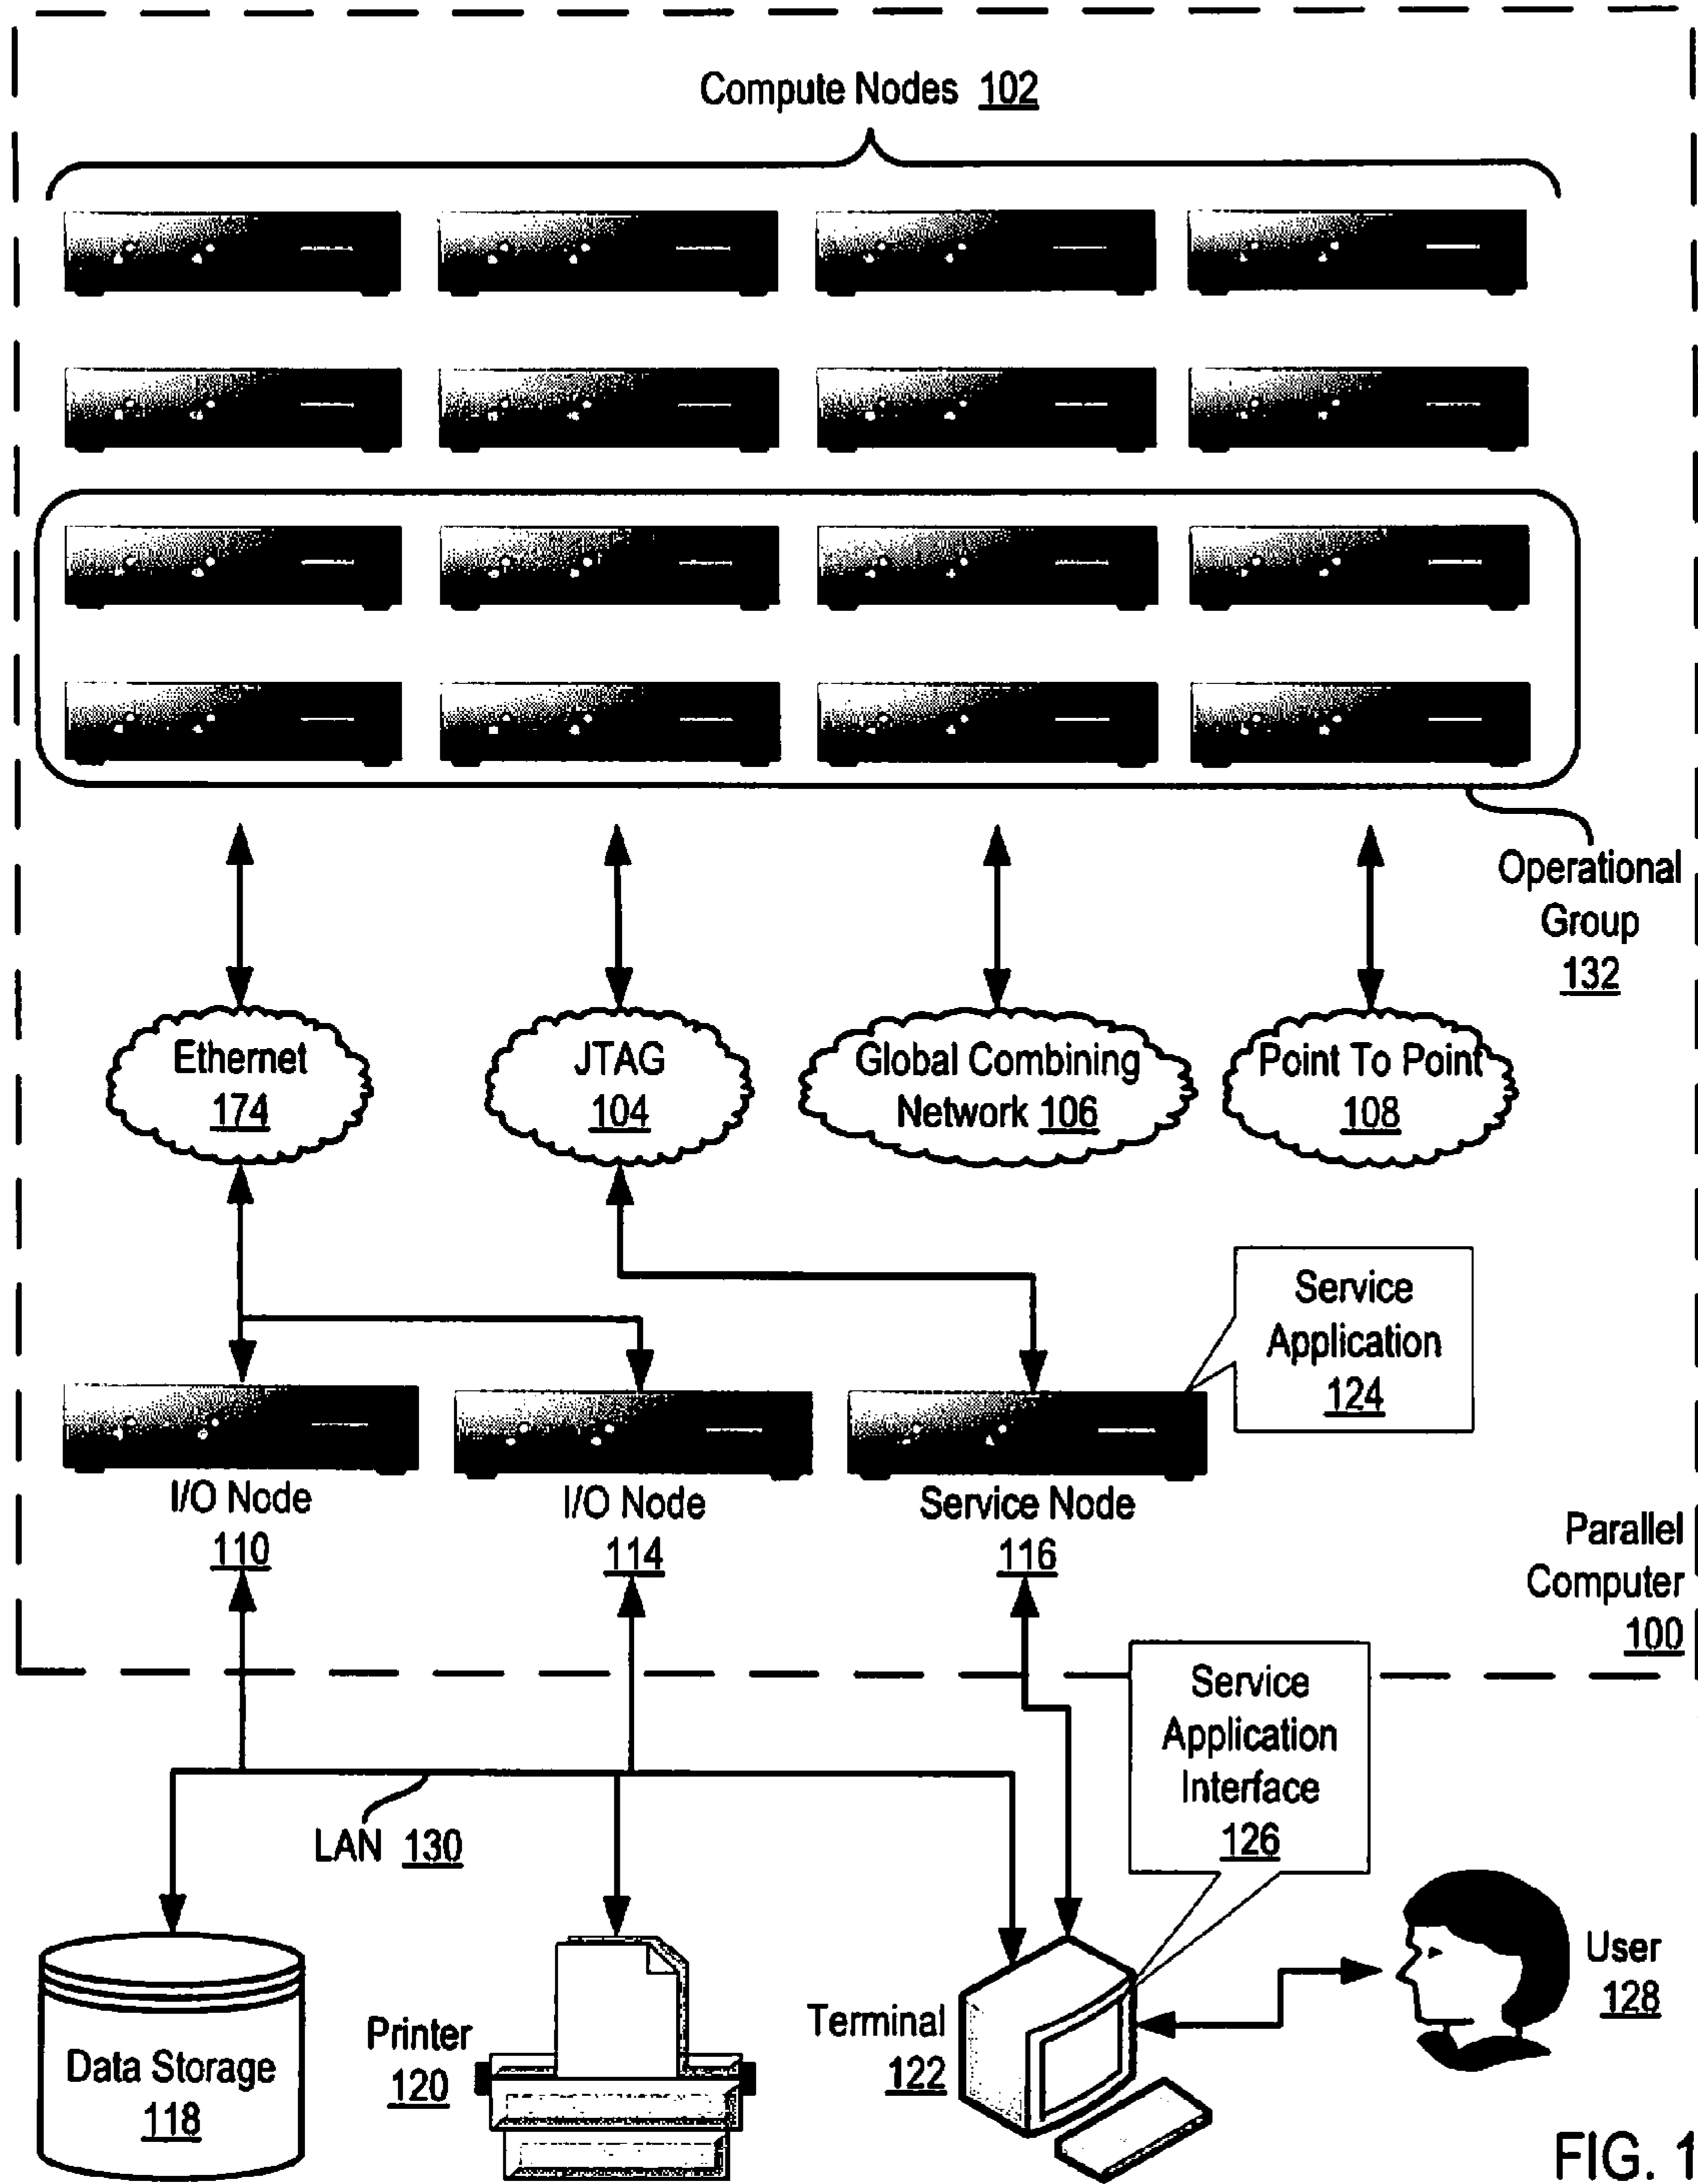 Compute Nodes 102
Operational
Group
132
Ethernet
174
JTAG
104
Global Combining
Network 106
Point To Point
108
Service
Application
124
I/O Node
110
I/O Node
114
Service Node
116
Parallel
Computer
100
Service
Application
Interface
126
LAN 130
Data Storage
118
Printer
120
Terminal
122
User
128
FIG. 1